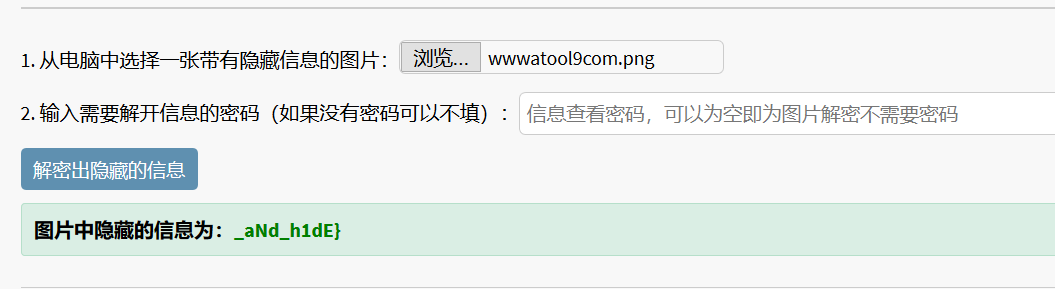 1. 从电脑中选择一张带有隐藏信息的图片： 浏览... wwwatool9com.png
2. 输入需要解开信息的密码（如果没有密码可以不填）： 信息查看密码，可以为空即为图片解密不需要密码
解密出隐藏的信息
图片中隐藏的信息为：_aNd_h1dE}